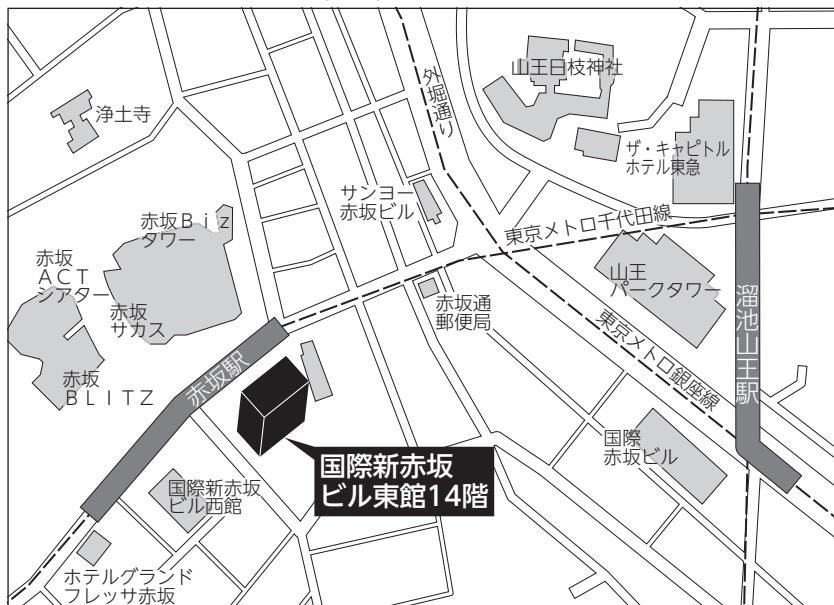 外堀通り
山王日枝神社
浄土寺
ザ・キャピトル
ホテル東急
サンヨー
赤坂ビル
赤坂Ｂｉｚ
タワー
東京メトロ千代田線
赤坂
ＡＣＴ
シアター
山王
パークタワー
赤坂
サカス
赤坂通
郵便局
溜池山王駅
東京メトロ銀座線
赤坂駅
赤坂
ＢＬＩＴＺ
国際
赤坂ビル
国際新赤坂
ビル東館14階
国際新赤坂
ビル西館
ホテルグランド
フレッサ赤坂